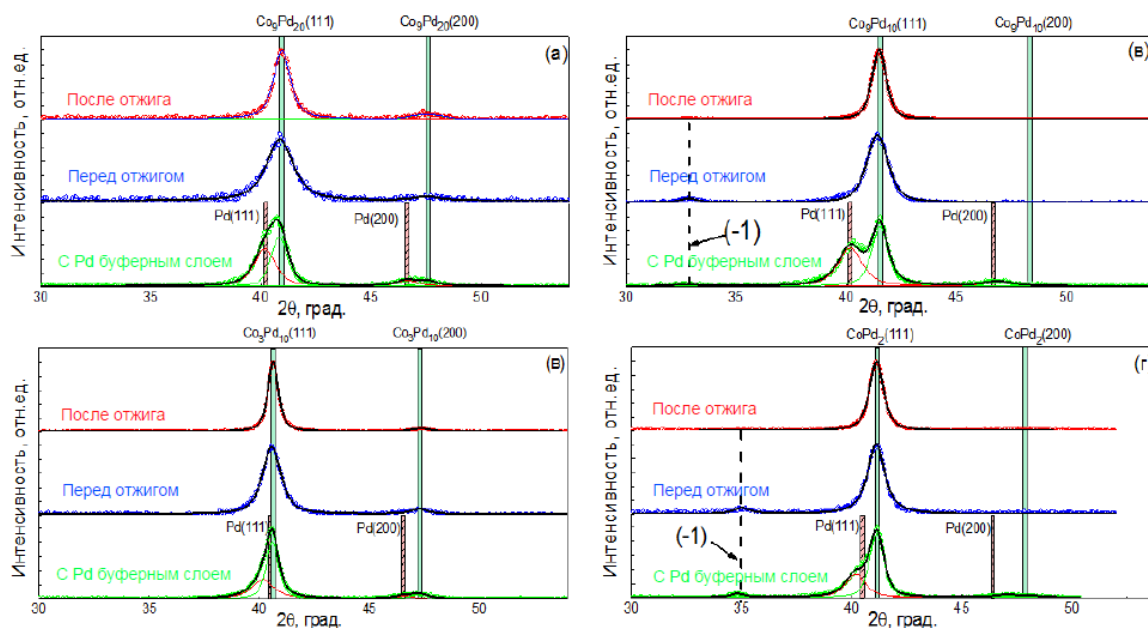 Co₉Pd₂₀(111) Co₉Pd₂₀(200)
(а)
Интенсивность, отн.ед.
После отжига
Перед отжигом
Pd(111) Pd(200)
С Pd буферным слоем
30 40 45 50
2θ, град.
Co₉Pd₁₀(111) Co₉Pd₁₀(200)
(в)
Интенсивность, отн.ед.
После отжига
Перед отжигом
Pd(111) Pd(200)
(-1)
С Pd буферным слоем
30 35 40 45 50
2θ, град.
Co₃Pd₁₀(111) Co₃Pd₁₀(200)
(в)
Интенсивность, отн.ед.
После отжига
Перед отжигом
Pd(111) Pd(200)
С Pd буферным слоем
30 40 45 50
2θ, град.
CoPd₂(111) CoPd₂(200)
(г
Интенсивность, отн.ед.
После отжига
Перед отжигом
Pd(111) Pd(200)
(-1)
С Pd буферным слоем
30 35 40 45 50
2θ, град.